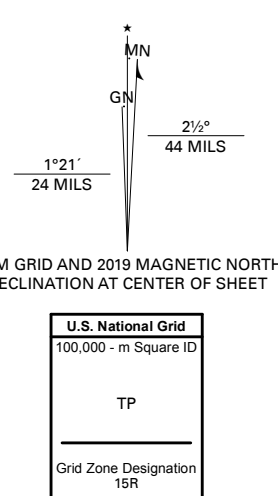 ★
MN
GN
2½°
44 MILS
1°21´
24 MILS
M GRID AND 2019 MAGNETIC NORTH
ECLINATION AT CENTER OF SHEET
U.S. National Grid
100,000 - m Square ID
TP
Grid Zone Designation
15R